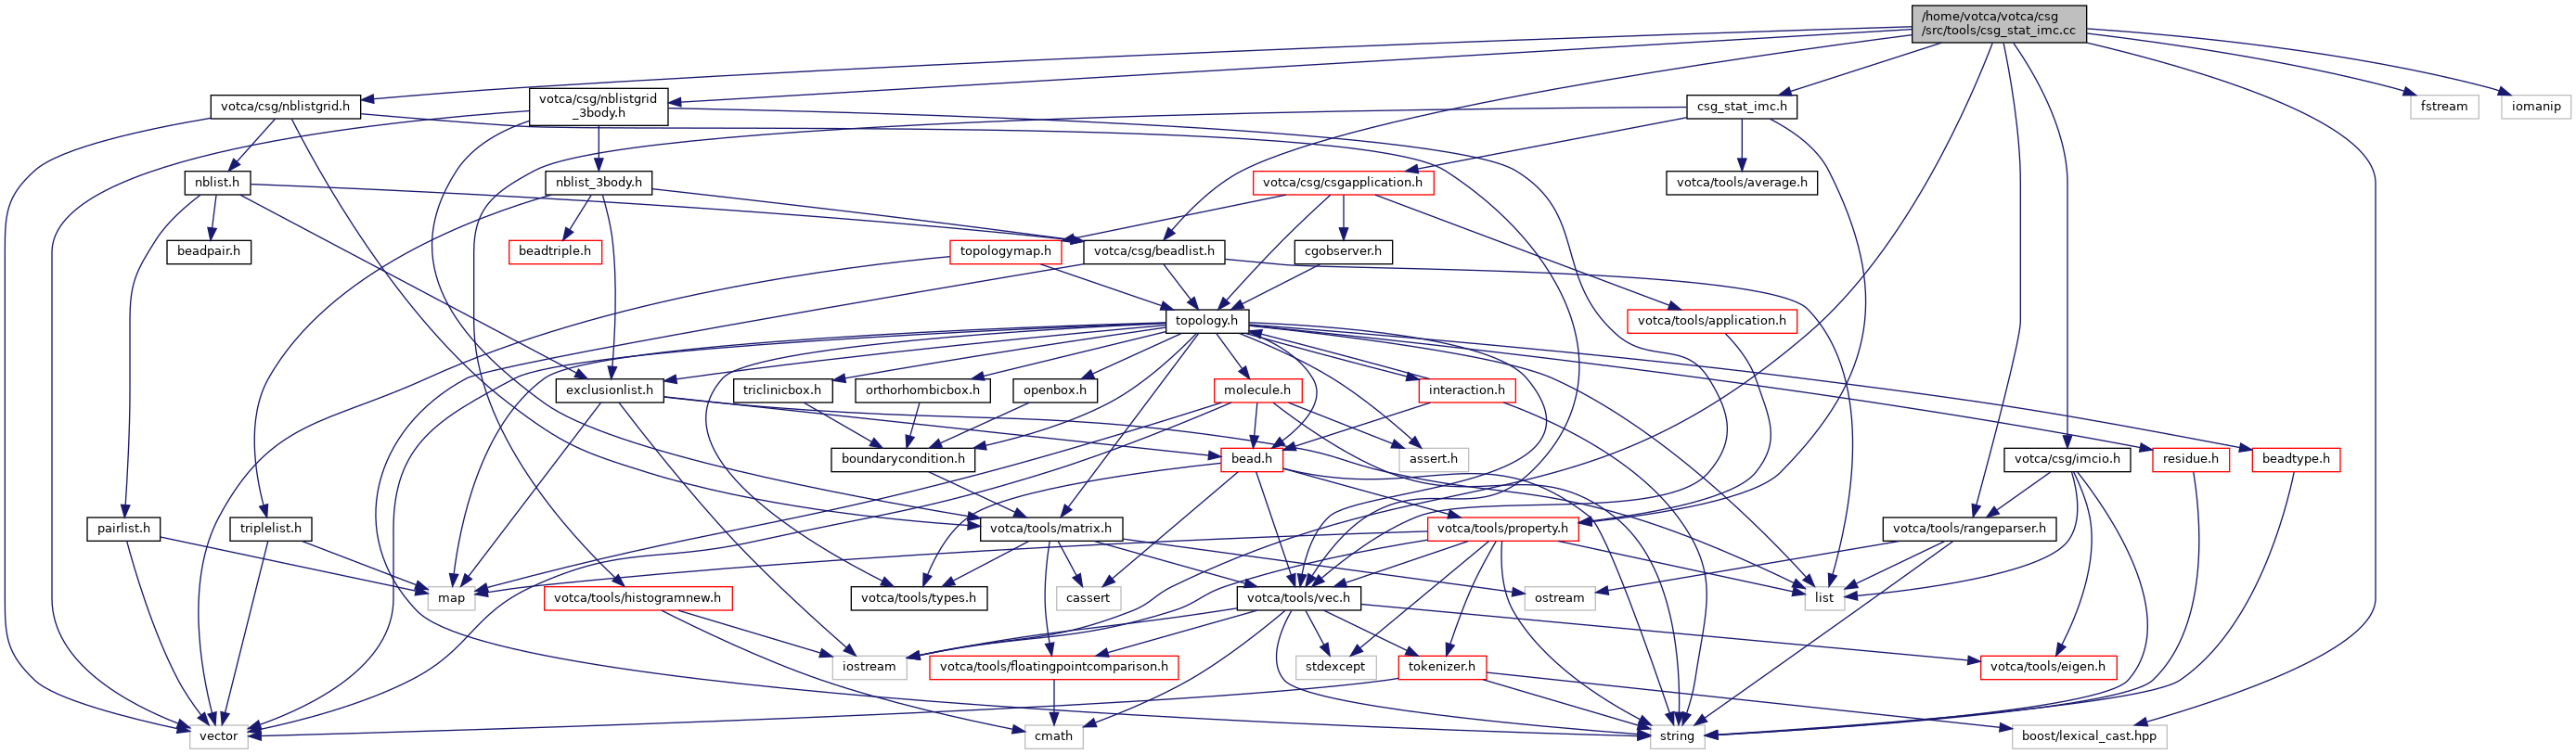 /home/votca/votca/csg
/src/tools/csg_stat_imc.cc
votca/csg/nblistgrid.h
votca/csg/nblistgrid
_3body.h
csg_stat_imc.h
fstream
iomanip
nblist.h
nblist_3body.h
votca/csg/csgapplication.h
votca/tools/average.h
beadpair.h
beadtriple.h
topologymap.h
votca/csg/beadlist.h
cgobserver.h
topology.h
votca/tools/application.h
exclusionlist.h
triclinicbox.h
orthorhombicbox.h
openbox.h
molecule.h
interaction.h
boundarycondition.h
bead.h
assert.h
votca/csg/imcio.h
residue.h
beadtype.h
pairlist.h
triplelist.h
votca/tools/matrix.h
votca/tools/property.h
votca/tools/rangeparser.h
map
votca/tools/histogramnew.h
votca/tools/types.h
cassert
votca/tools/vec.h
ostream
list
iostream
votca/tools/floatingpointcomparison.h
stdexcept
tokenizer.h
votca/tools/eigen.h
vector
cmath
string
boost/lexical_cast.hpp